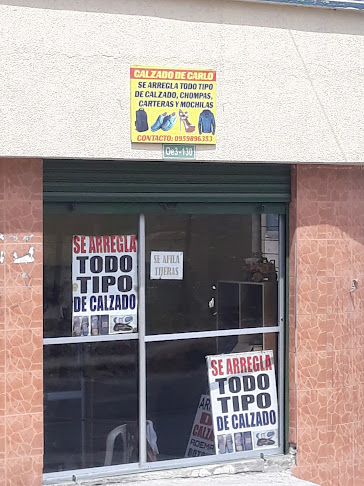 CALZADO DE CARLO
SE ARREGLA TODO TIPO
DE CALZADO, CHOMPAS,
CARTERAS Y MOCHILAS
CONTACTO: 0959896353
Oe3-130
SE ARREGLA
TODO
TIPO
DE CALZADO
SE AFILA
TIJERAS
SE ARREGLA
TODO
TIPO
DE CALZADO